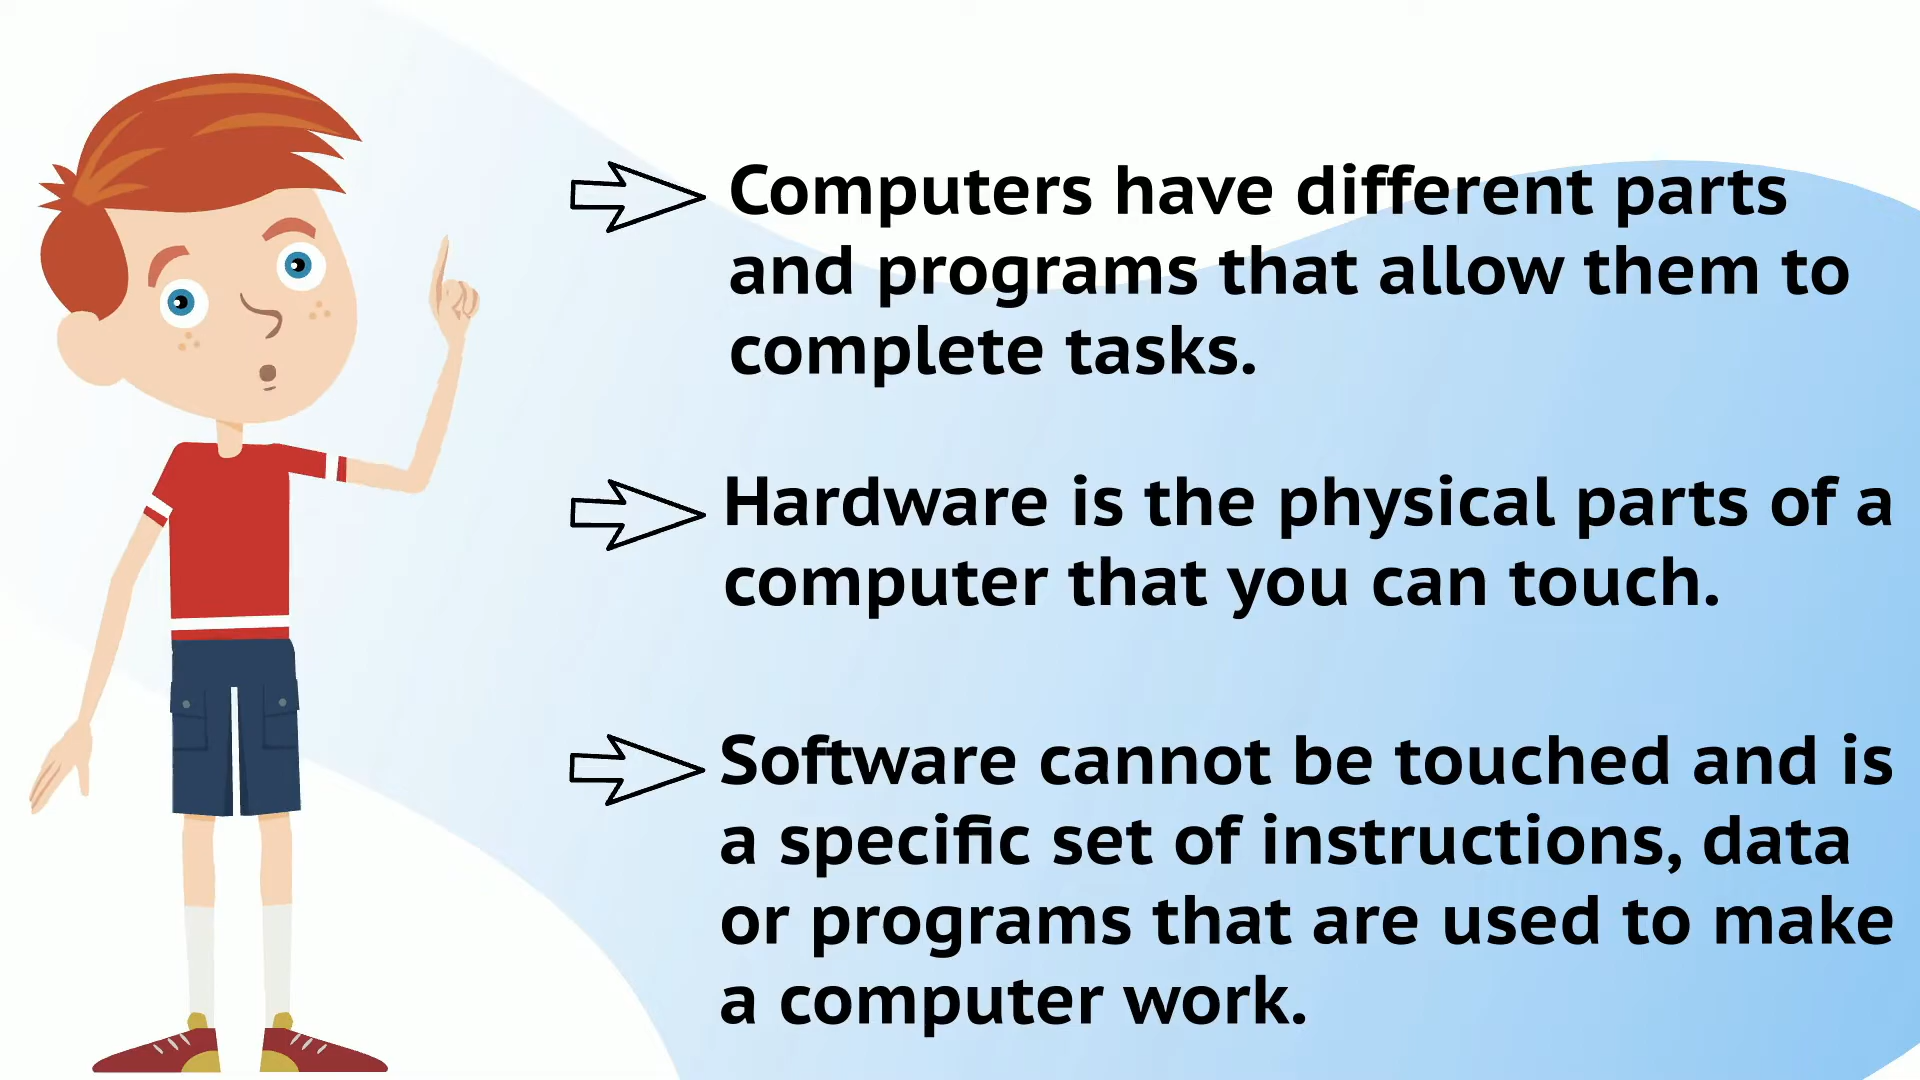 Computers have different parts
and programs that allow them to
complete tasks.
Hardware is the physical parts of a
computer that you can touch.
Software cannot be touched and is
a specific set of instructions, data
or programs that are used to make
a computer work.